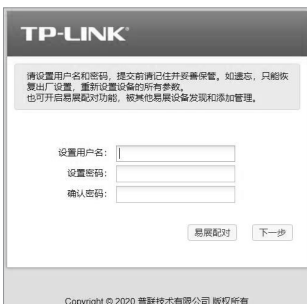 TP-LINK
请设置用户名和密码，提交前请记住并妥善保管。如遗忘，只能恢
复出厂设置，重新设置设备的所有参数。
也可开启易展配对功能，被其他易展设备发现和添加管理。
设置用户名：
设置密码：
确认密码：
易展配对 下一步
Copyright © 2020 普联技术有限公司 版权所有